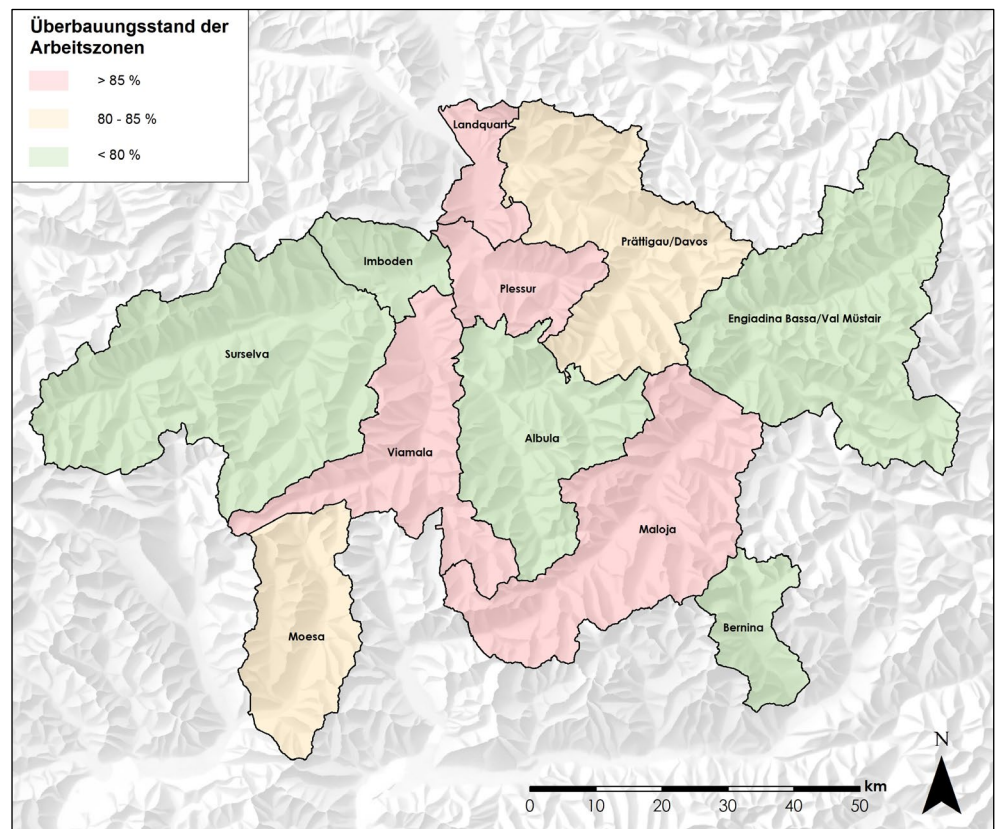 Überbauungsstand der
Arbeitszonen
> 85 %
80 - 85 %
< 80 %
Landquart
Prättigau/Davos
Imboden
Plessur
Engiadina Bassa/Val Müstair
Surselva
Albula
Viamala
Maloja
Bernina
Moesa
N
km
0 10 20 30 40 50